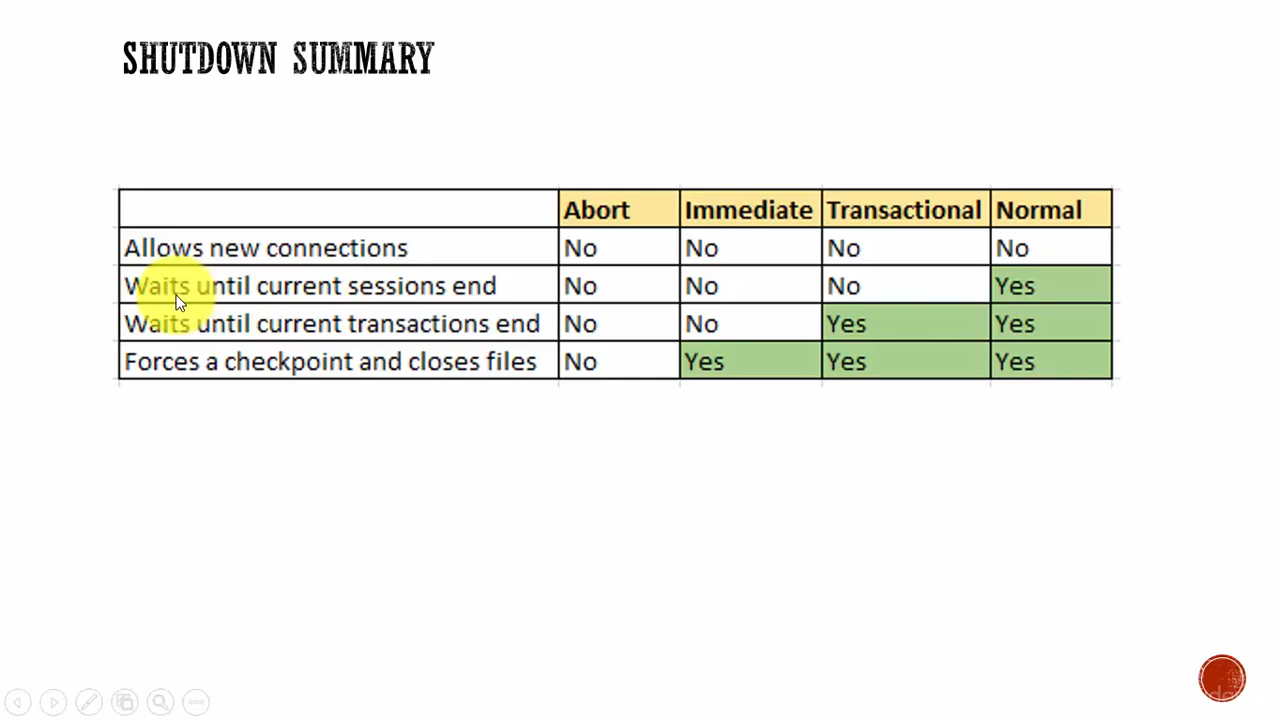 SHUTDOWN SUMMARY
Abort Immediate Transactional Normal
Allows new connections No No No No
Waits until current sessions end No No No Yes
Waits until current transactions end No No Yes Yes
Forces a checkpoint and closes files No Yes Yes Yes